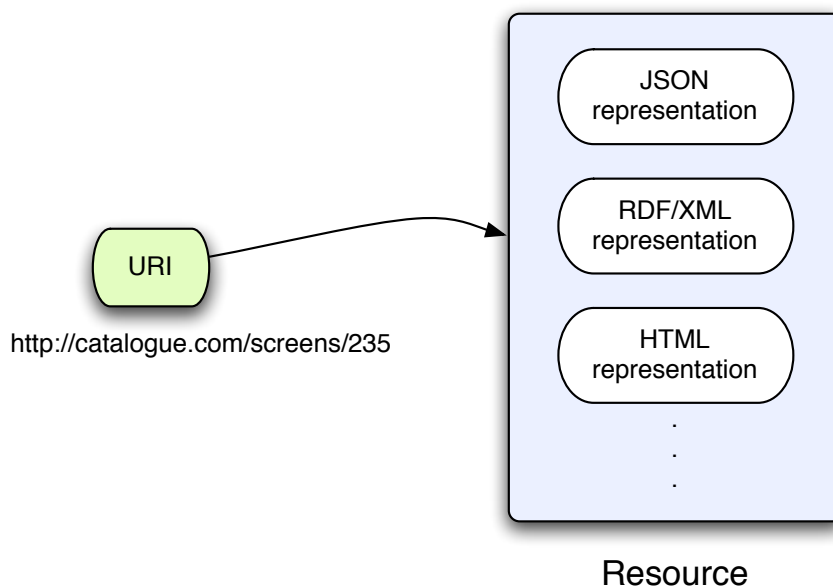 JSON
representation
RDF/XML
representation
URI
http://catalogue.com/screens/235
HTML
representation
.
.
.
Resource